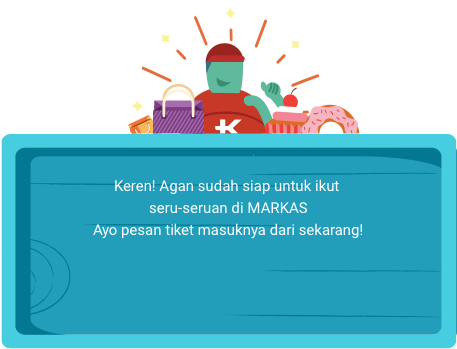 Keren! Agan sudah siap untuk ikut
seru-seruan di MARKAS
Ayo pesan tiket masuknya dari sekarang!